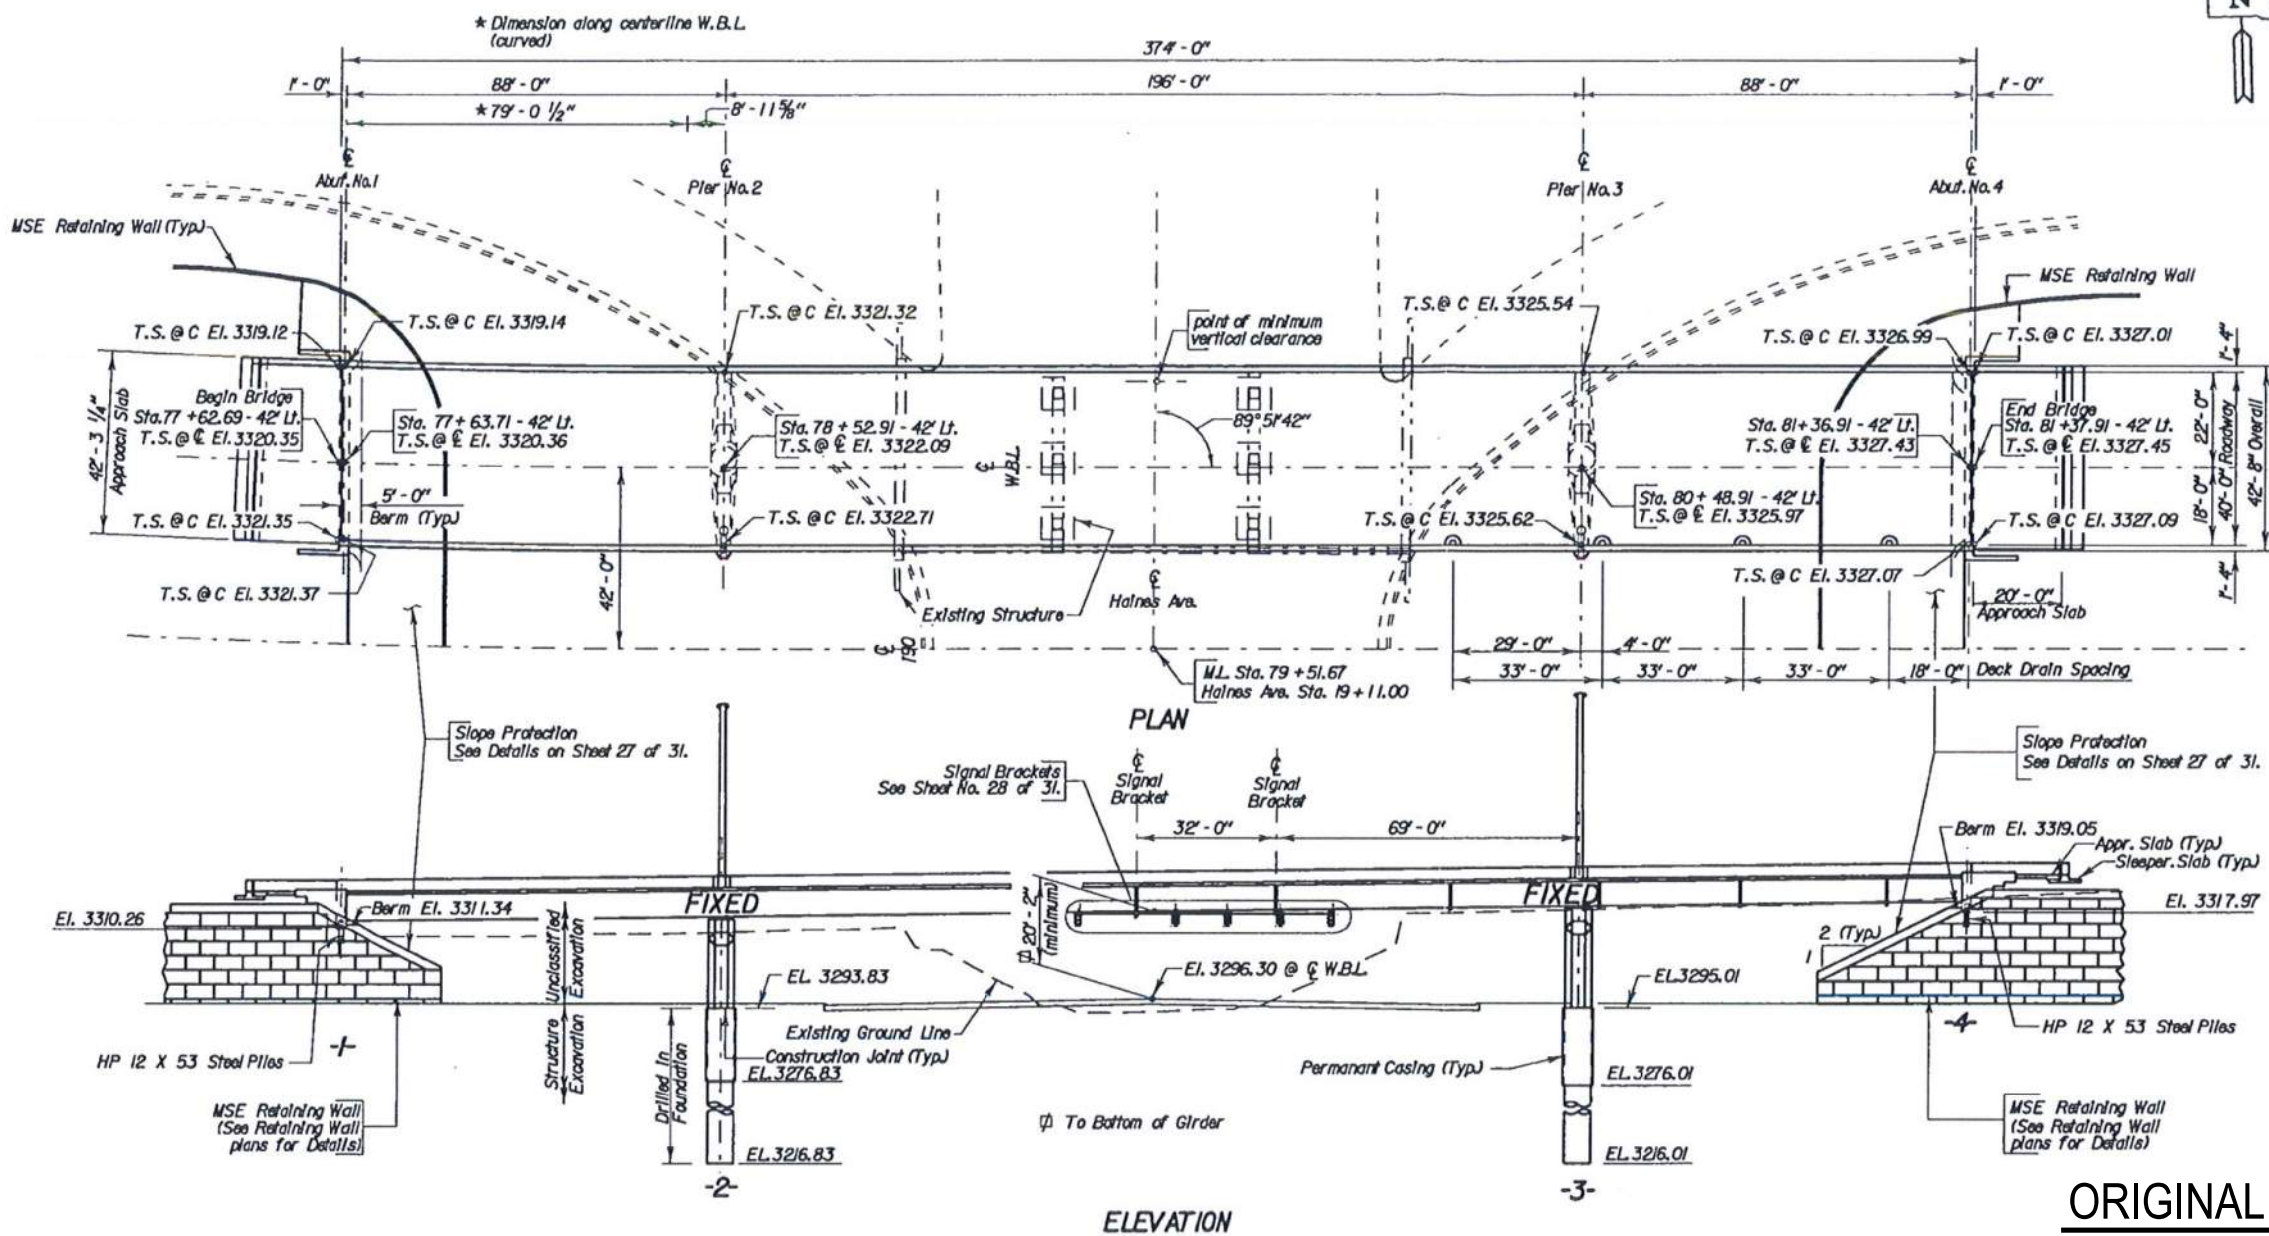 * Dimension along centerline W.B.L.
(curved)
N
374'-0"
1'-0"
88'-0"
196'-0"
88'-0"
1'-0"
* 79'-0 1/2"
8'-11 5/8"
℄
Abut. No.1
℄
Pier No.2
℄
Pier No.3
℄
Abut. No.4
MSE Retaining Wall (Typ.)
MSE Retaining Wall
T.S.@ C El. 3319.12
T.S.@ C El. 3319.14
T.S.@ C El. 3321.32
point of minimum
vertical clearance
T.S.@ C El. 3325.54
T.S.@ C El. 3326.99
T.S.@ C El. 3327.01
1'-4"
42'-3 1/4"
Approach Slab
Begin Bridge
Sta.77 +62.69 - 42' Lt.
T.S.@ ℄ El. 3320.35
Sta. 77 + 63.71 - 42' Lt.
T.S.@ ℄ El. 3320.36
Sta. 78 + 52.91 - 42' Lt.
T.S.@ ℄ El. 3322.09
℄
W.B.L.
89°51'42"
Sta. 81 + 36.91 - 42' Lt.
T.S.@ ℄ El. 3327.43
End Bridge
Sta. 81 +37.91 - 42' Lt.
T.S.@ ℄ El. 3327.45
22'-0"
18'-0"
40'-0" Roadway
42'-8" Overall
5'-0"
Berm (Typ.)
Sta. 80 + 48.91 - 42' Lt.
T.S.@ ℄ El. 3325.97
T.S.@ C El. 3321.35
T.S.@ C El. 3322.71
T.S.@ C El. 3325.62
T.S.@ C El. 3327.09
T.S.@ C El. 3321.37
42'-0"
Existing Structure
℄
Haines Ave.
T.S.@ C El. 3327.07
1'-4"
20'-0"
Approach Slab
℄
I90
29'-0"
4'-0"
33'-0"
33'-0"
33'-0"
18'-0"
Deck Drain Spacing
M.L. Sta. 79 +51.67
Haines Ave. Sta. 19 +11.00
PLAN
Slope Protection
See Details on Sheet 27 of 31.
Slope Protection
See Details on Sheet 27 of 31.
Signal Brackets
See Sheet No. 28 of 31.
℄
Signal
Bracket
℄
Signal
Bracket
32'-0"
69'-0"
Berm El. 3319.05
Appr. Slab (Typ.)
Sleeper. Slab (Typ.)
FIXED
FIXED
El. 3310.26
Berm El. 3311.34
El. 3317.97
Unclassified
Excavation
20'-2"
(minimum)
2 (Typ.)
1
EL. 3293.83
El. 3296.30 @ ℄ W.B.L.
EL.3295.01
-1-
-4-
HP 12 X 53 Steel Piles
HP 12 X 53 Steel Piles
Structure
Excavation
Existing Ground Line
Construction Joint (Typ.)
Permanant Casing (Typ.)
EL.3276.83
EL.3276.01
Drilled In
Foundation
MSE Retaining Wall
(See Retaining Wall
plans for Details)
MSE Retaining Wall
(See Retaining Wall
plans for Details)
To Bottom of Girder
EL.3216.83
EL.3216.01
-2-
-3-
ELEVATION
ORIGINAL